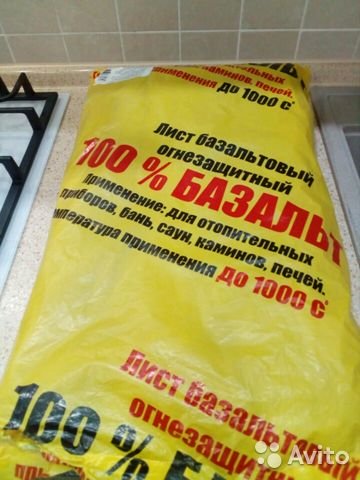 каминов, печей.
применения до 1000 с°
Лист базальтовый
огнезащитный
100 % БАЗАЛЬТ
Применение: для отопительных
приборов, бань, саун, каминов, печей.
температура применения до 1000 с°
Лист базальтовый
огнезащитный
100 %
Avito